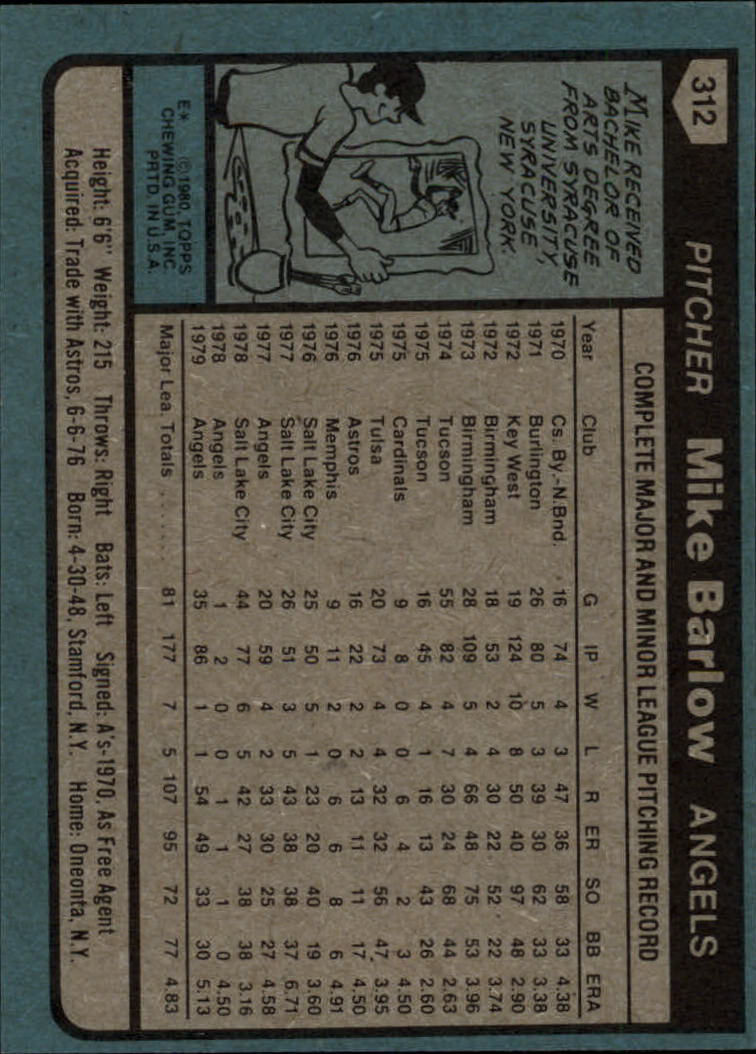 312
PITCHER Mike Barlow ANGELS
MIKE RECEIVED
BACHELOR OF
ARTS DEGREE
FROM SYRACUSE
UNIVERSITY,
SYRACUSE
NEW YORK.
E* © 1980 TOPPS
CHEWING GUM, INC.
PRTD. IN U.S.A.
COMPLETE MAJOR AND MINOR LEAGUE PITCHING RECORD
Year Club G IP W L R ER SO BB ERA
1970 Cs. By.-N.Bnd. 16 74 4 3 47 36 58 33 4.38
1971 Burlington 26 80 5 3 39 30 62 33 3.38
1972 Key West 19 124 10 8 50 40 97 48 2.90
1972 Birmingham 18 53 2 4 30 22 52 22 3.74
1973 Birmingham 28 109 5 4 66 48 75 53 3.96
1974 Tucson 55 82 4 7 30 24 68 44 2.63
1975 Tucson 16 45 4 1 16 13 43 26 2.60
1975 Cardinals 9 8 0 0 6 4 2 3 4.50
1975 Tulsa 20 73 4 4 32 32 56 47 3.95
1976 Astros 16 22 2 2 13 11 11 17 4.50
1976 Memphis 9 11 2 0 6 6 8 6 4.91
1976 Salt Lake City 25 50 5 1 23 20 40 19 3.60
1977 Salt Lake City 26 51 3 5 43 38 38 37 6.71
1977 Angels 20 59 4 2 33 30 25 27 4.58
1978 Salt Lake City 44 77 6 5 42 27 38 38 3.16
1978 Angels 1 2 0 0 1 1 1 0 4.50
1979 Angels 35 86 1 1 54 49 33 30 5.13
Major Lea. Totals ...... 81 177 7 5 107 95 72 77 4.83
Height: 6'6" Weight: 215 Throws: Right Bats: Left Signed: A's-1970, As Free Agent
Acquired: Trade with Astros, 6-6-76 Born: 4-30-48, Stamford, N.Y. Home: Oneonta, N.Y.